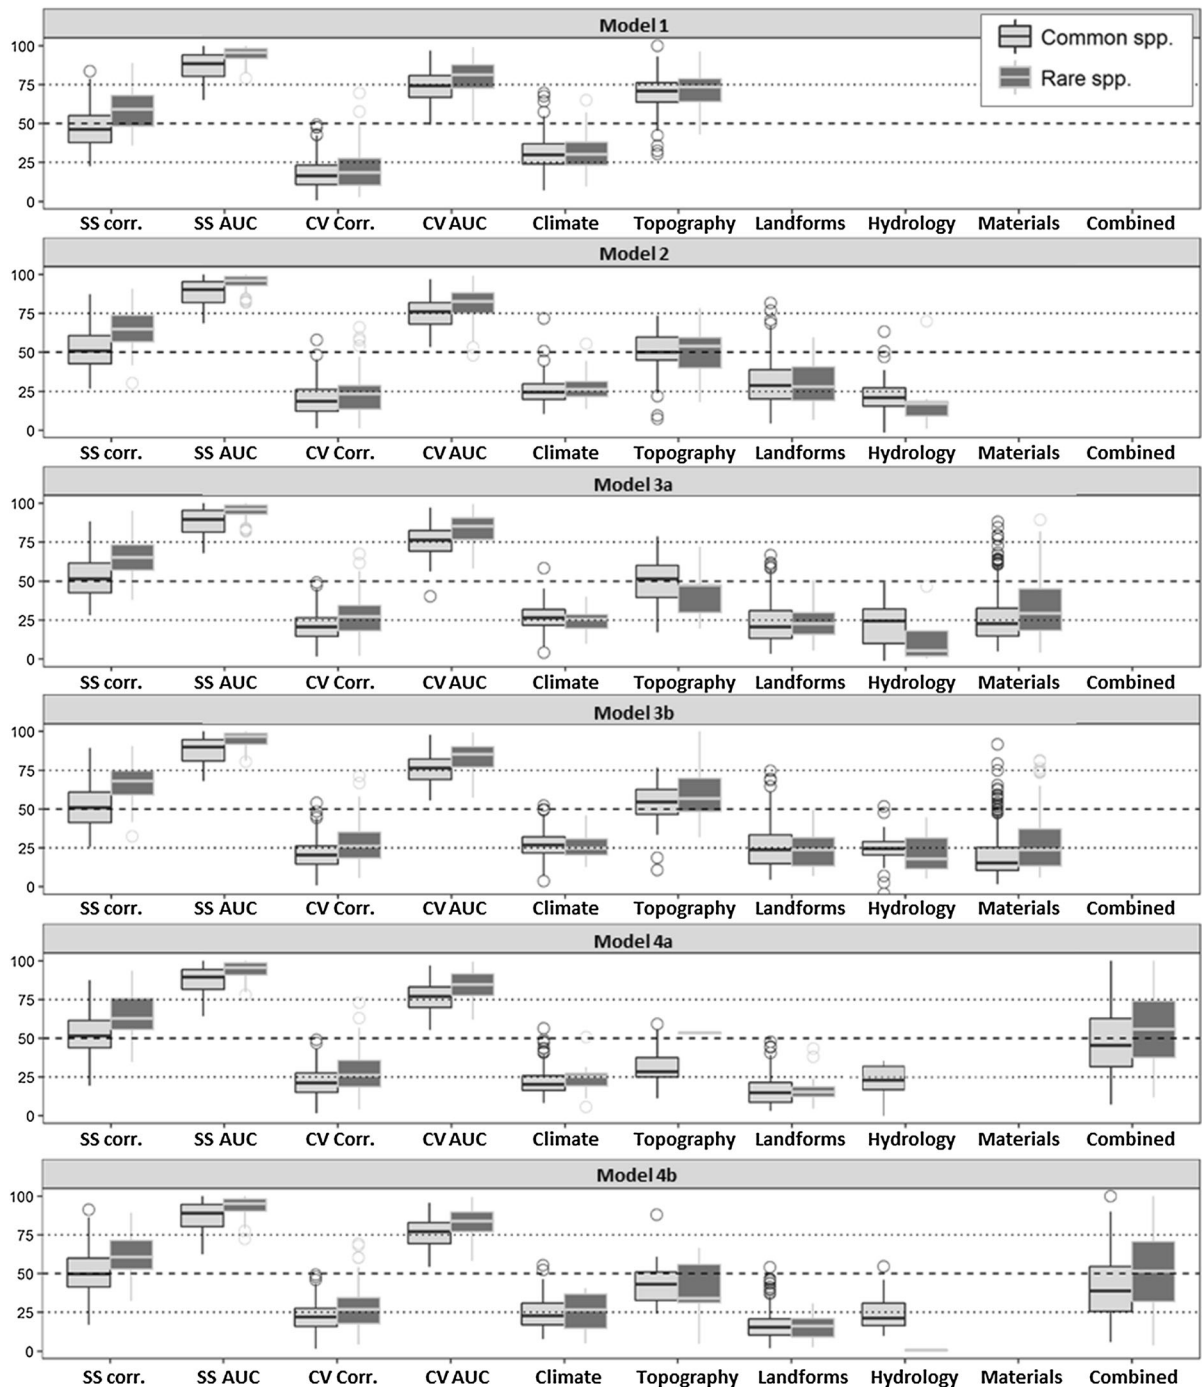 Model 1
Common spp.
Rare spp.
100
75
50
25
0
SS corr. SS AUC CV Corr. CV AUC Climate Topography Landforms Hydrology Materials Combined
Model 2
100
75
50
25
0
SS corr. SS AUC CV Corr. CV AUC Climate Topography Landforms Hydrology Materials Combined
Model 3a
100
75
50
25
0
SS corr. SS AUC CV Corr. CV AUC Climate Topography Landforms Hydrology Materials Combined
Model 3b
100
75
50
25
0
SS corr. SS AUC CV Corr. CV AUC Climate Topography Landforms Hydrology Materials Combined
Model 4a
100
75
50
25
0
SS corr. SS AUC CV Corr. CV AUC Climate Topography Landforms Hydrology Materials Combined
Model 4b
100
75
50
25
0
SS corr. SS AUC CV Corr. CV AUC Climate Topography Landforms Hydrology Materials Combined